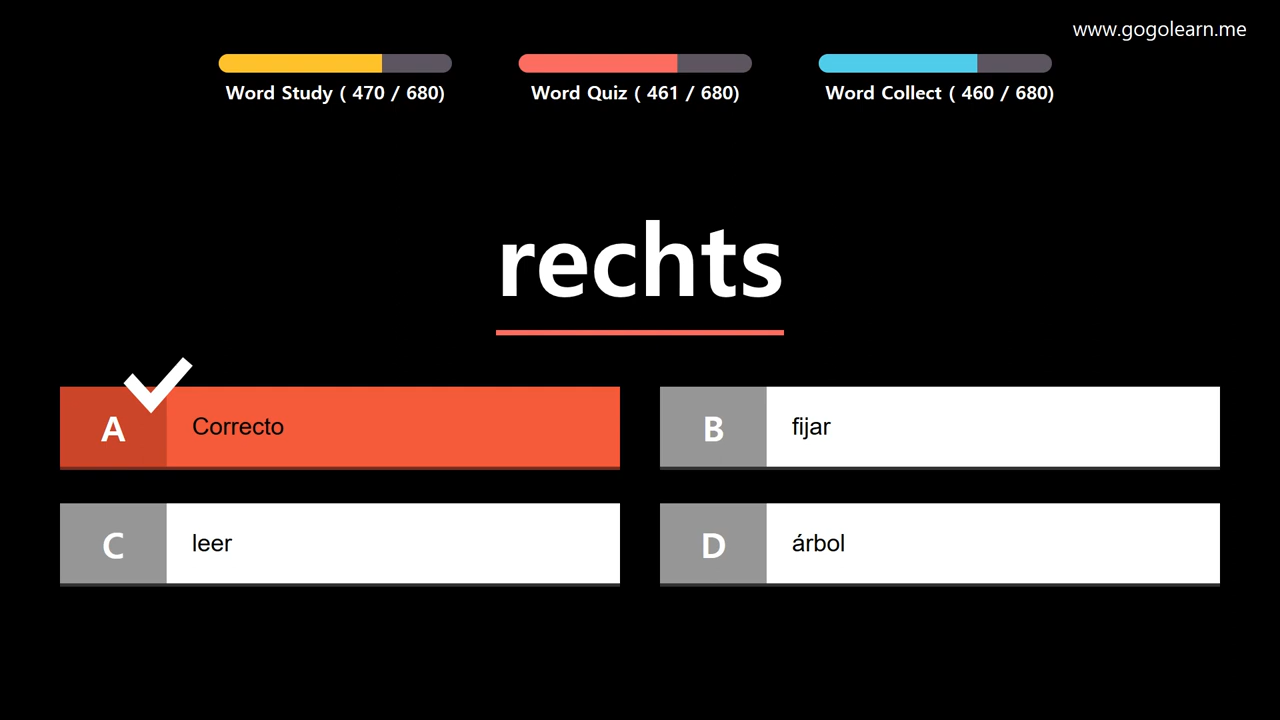 www.gogolearn.me
Word Study ( 470 / 680)
Word Quiz ( 461 / 680)
Word Collect ( 460 / 680)
rechts
A Correcto
B fijar
C leer
D árbol